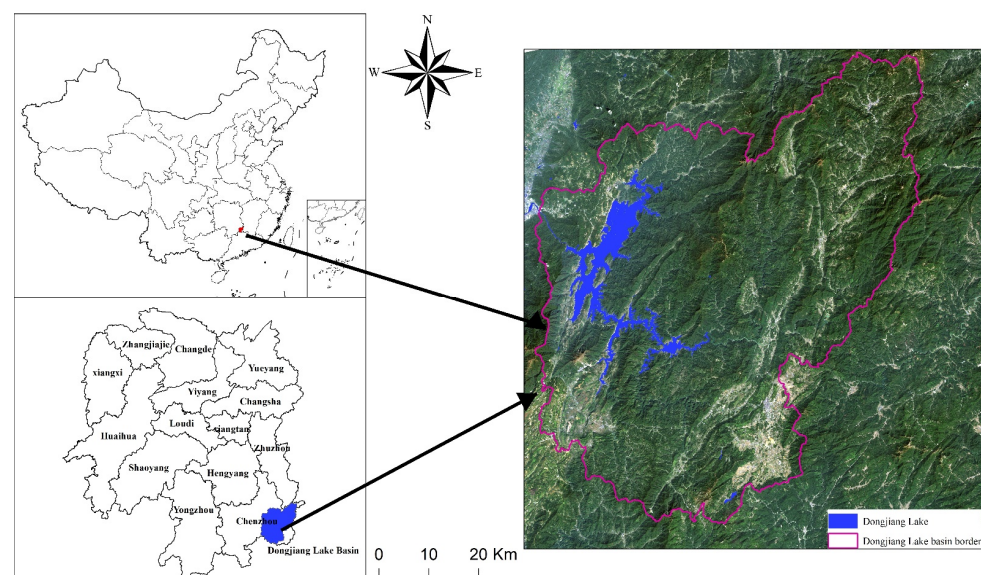 N
W
E
S
Zhangjiajie
Changde
xiangxi
Yueyang
Yiyang
Changsha
Loudi
xiangtan
Huaihua
Zhuzhou
Shaoyang
Hengyang
Yongzhou
Chenzhou
Dongjiang Lake Basin
0 10 20 Km
Dongjiang Lake
Dongjiang Lake basin border